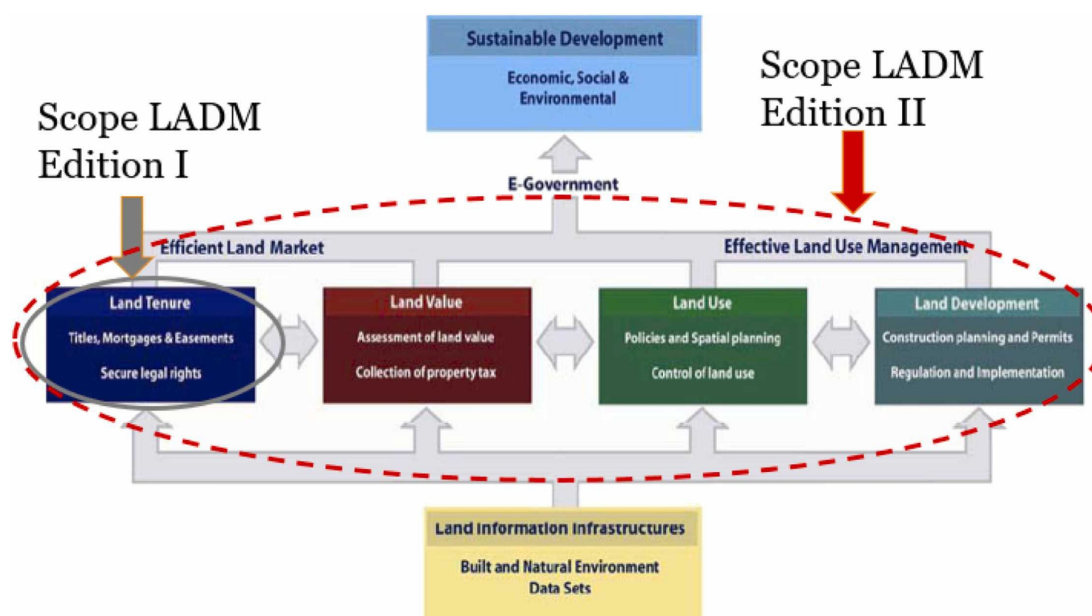 Sustainable Development
Economic, Social &
Environmental
Scope LADM
Edition I
Scope LADM
Edition II
E-Government
Efficient Land Market
Effective Land Use Management
Land Tenure
Titles, Mortgages & Easements
Secure legal rights
Land Value
Assessment of land value
Collection of property tax
Land Use
Policies and Spatial planning
Control of land use
Land Development
Construction planning and Permits
Regulation and Implementation
Land Information Infrastructures
Built and Natural Environment
Data Sets